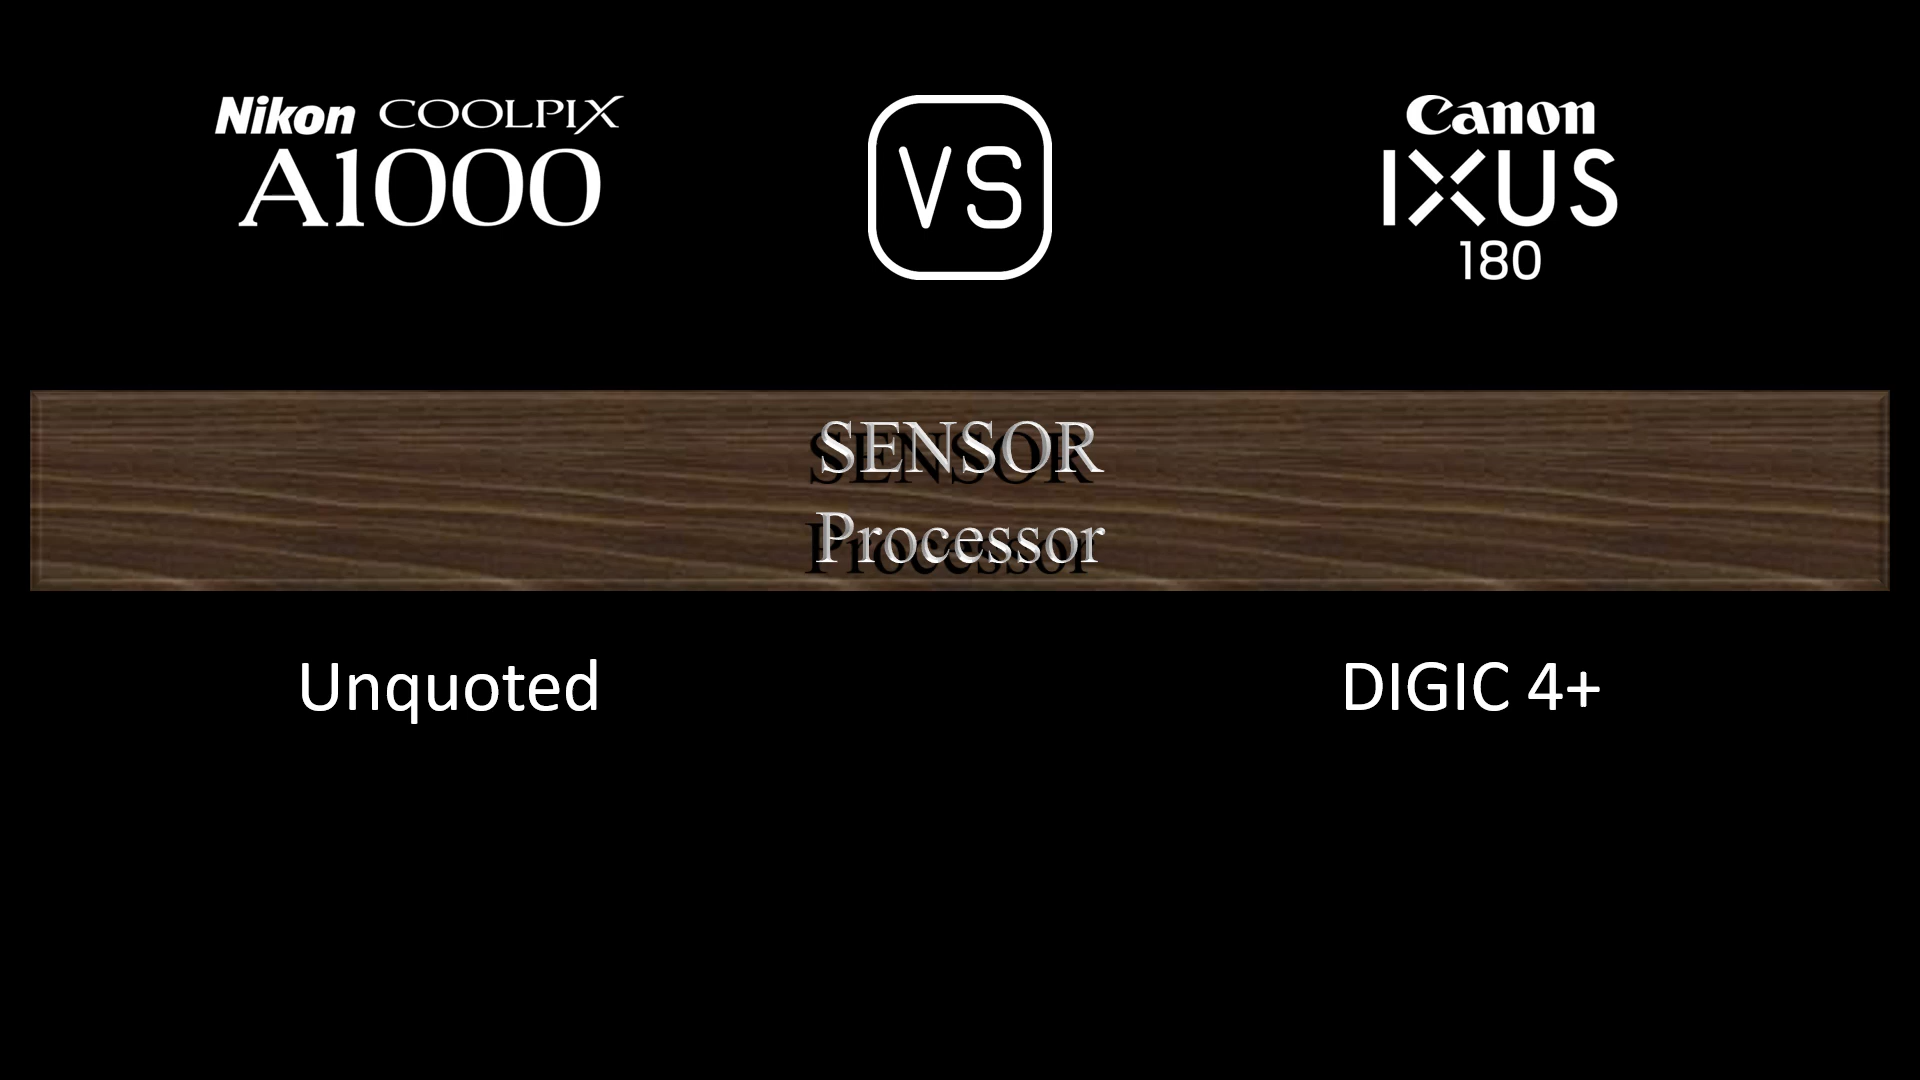 Nikon COOLPIX
A1000
VS
Canon
IXUS
180
SENSOR
Processor
Unquoted
DIGIC 4+